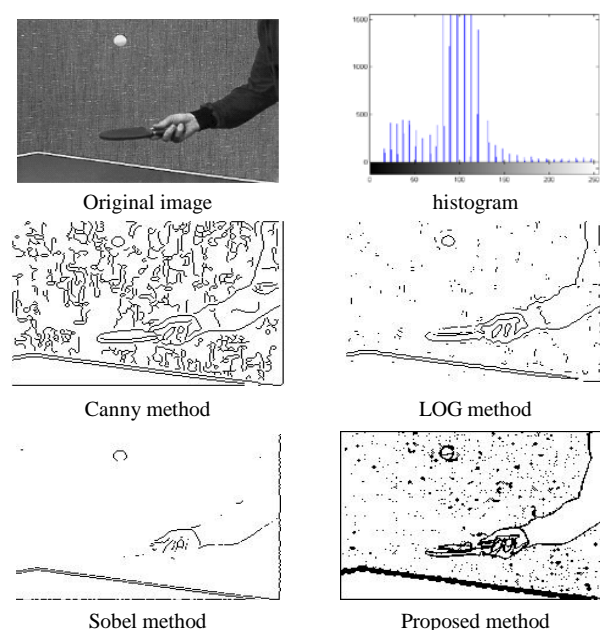 1500
1000
500
0
0 50 100 150 200 250
Original image histogram
Canny method LOG method
Sobel method Proposed method